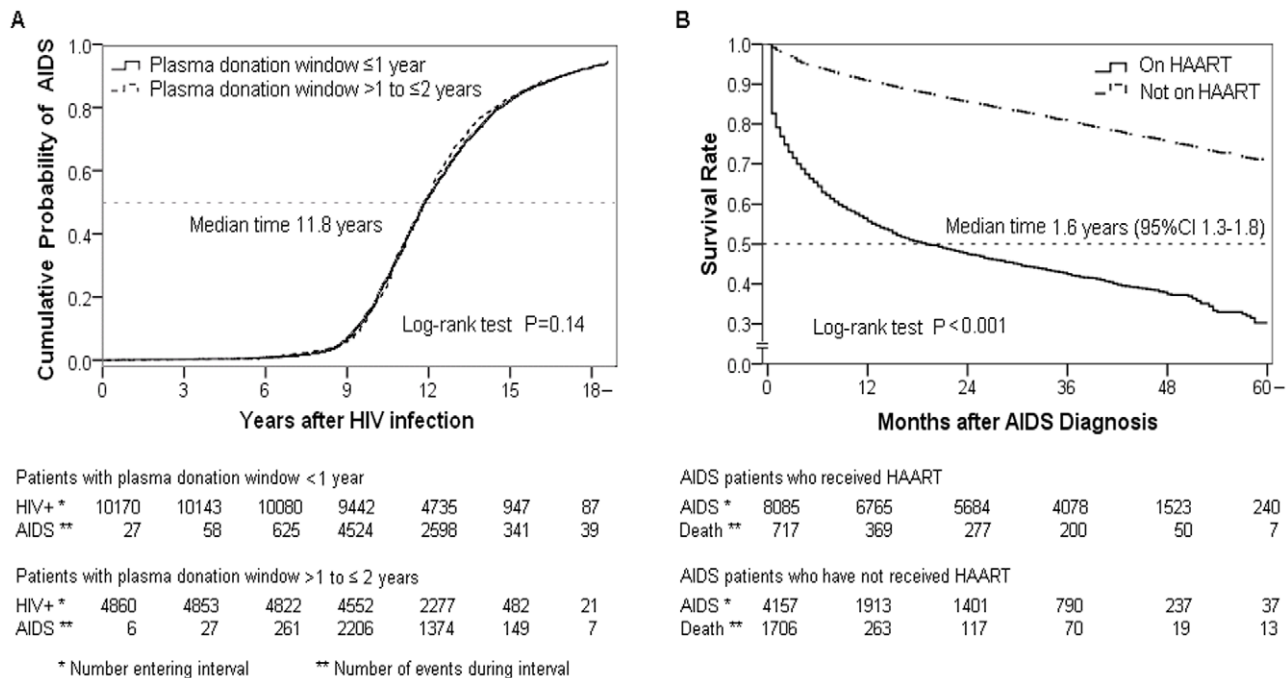 A
Cumulative Probability of AIDS
1.0
0.8
0.6
0.4
0.2
0.0
Plasma donation window ≤1 year
Plasma donation window >1 to ≤2 years
Median time 11.8 years
Log-rank test P=0.14
0 3 6 9 12 15 18–
Years after HIV infection
Patients with plasma donation window <1 year
HIV+ * 10170 10143 10080 9442 4735 947 87
AIDS ** 27 58 625 4524 2598 341 39
Patients with plasma donation window >1 to ≤ 2 years
HIV+ * 4860 4853 4822 4552 2277 482 21
AIDS ** 6 27 261 2206 1374 149 7
* Number entering interval ** Number of events during interval
B
Survival Rate
1.0
0.9
0.8
0.7
0.6
0.5
0.4
0.3
0.0
On HAART
Not on HAART
Median time 1.6 years (95%CI 1.3-1.8)
Log-rank test P<0.001
0 12 24 36 48 60–
Months after AIDS Diagnosis
AIDS patients who received HAART
AIDS * 8085 6765 5684 4078 1523 240
Death ** 717 369 277 200 50 7
AIDS patients who have not received HAART
AIDS * 4157 1913 1401 790 237 37
Death ** 1706 263 117 70 19 13